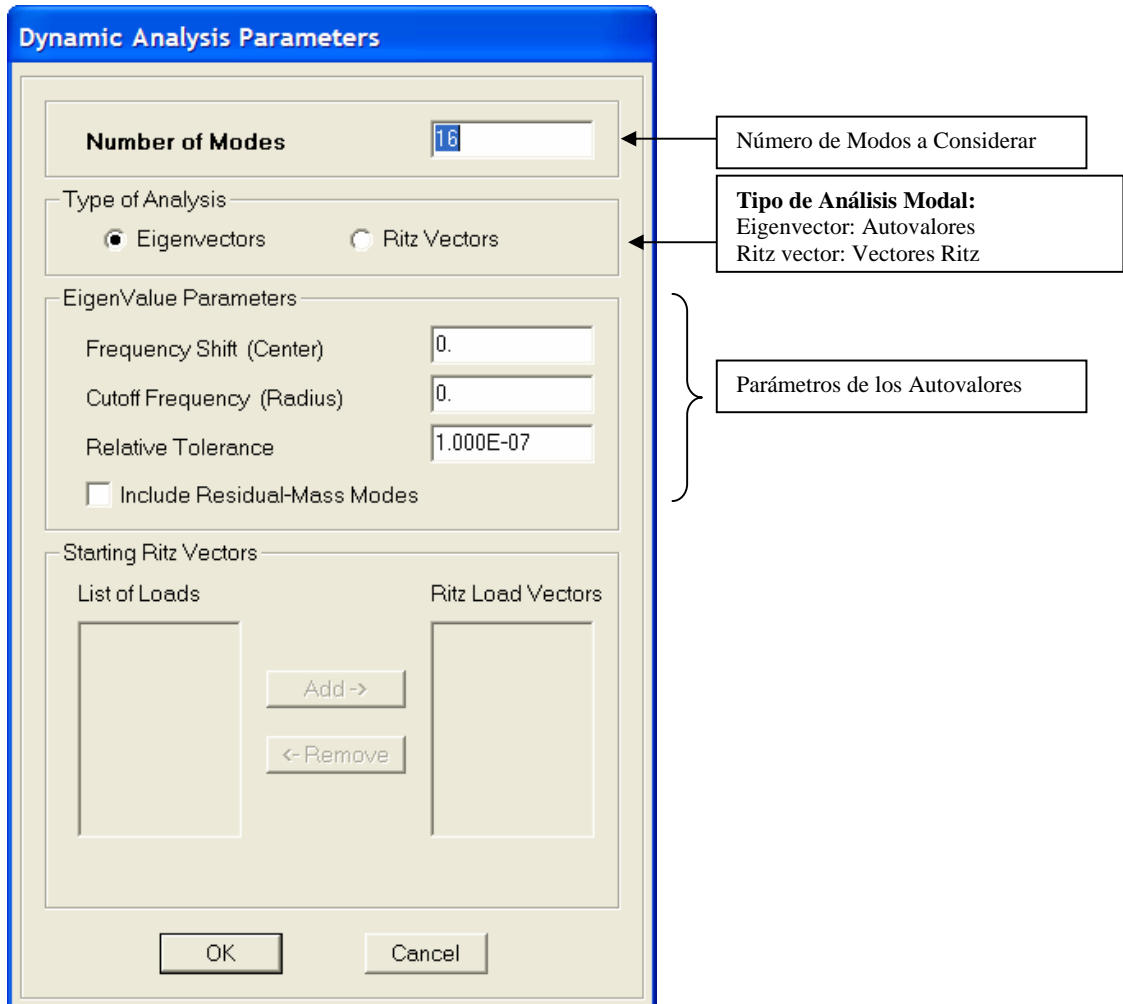 Dynamic Analysis Parameters
Number of Modes
16
Número de Modos a Considerar
Type of Analysis
Eigenvectors
Ritz Vectors
Tipo de Análisis Modal:
Eigenvector: Autovalores
Ritz vector: Vectores Ritz
EigenValue Parameters
Frequency Shift (Center)
0.
Cutoff Frequency (Radius)
0.
Relative Tolerance
1.000E-07
Include Residual-Mass Modes
Parámetros de los Autovalores
Starting Ritz Vectors
List of Loads
Ritz Load Vectors
Add ->
<- Remove
OK
Cancel